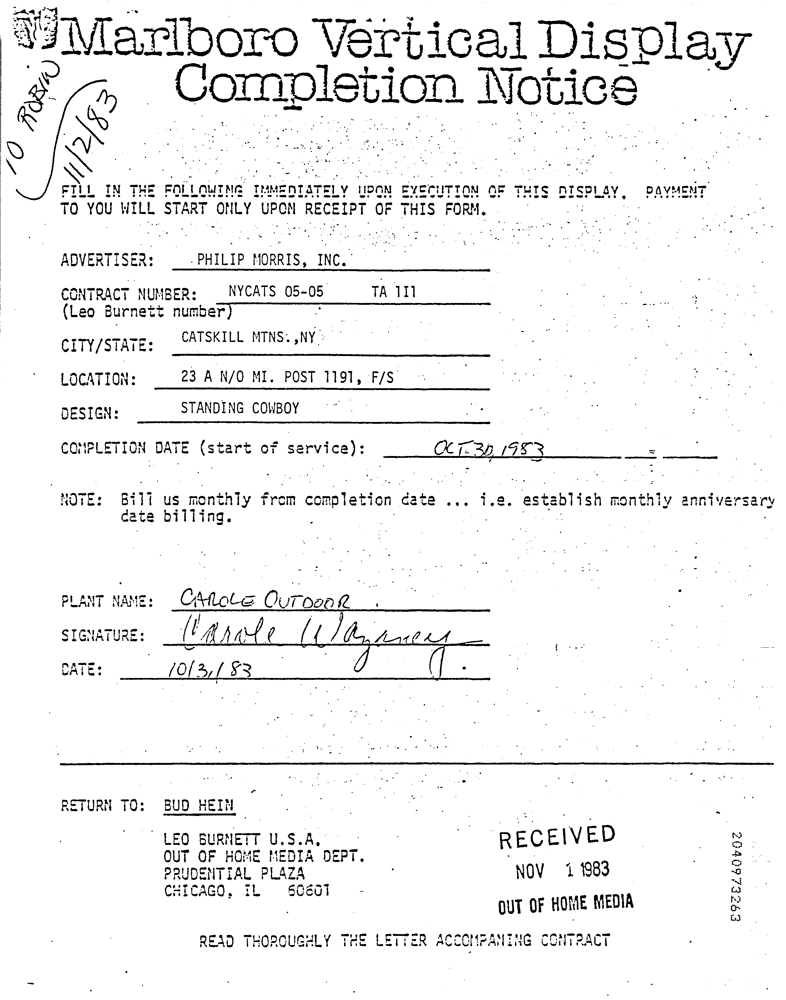 Marlboro Vertical Display
Completion Notice
11/2/83
FILL IN THE FOLLOWING IMMEDIATELY UPON EXECUTION OF THIS DISPLAY. PAYMENT
TO YOU WILL START ONLY UPON RECEIPT OF THIS FORM.
ADVERTISER: PHILIP MORRIS, INC.
CONTRACT NUMBER: NYCATS 05-05 TA 1I1
(Leo Burnett number)
CITY/STATE: CATSKILL MTNS.,NY
LOCATION: 23 A N/O MI. POST 1191, F/S
DESIGN: STANDING COWBOY
COMPLETION DATE (start of service): OCT. 30, 1983
NOTE: Bill us monthly from completion date ... i.e. establish monthly anniversary
date billing.
PLANT NAME: CAROLE OUTDOOR
SIGNATURE: Carole
DATE: 10/31/83
RETURN TO: BUD HEIN
LEO BURNETT U.S.A.
OUT OF HOME MEDIA DEPT.
PRUDENTIAL PLAZA
CHICAGO, IL 60601
RECEIVED
NOV 1 1983
OUT OF HOME MEDIA
2040973263
READ THOROUGHLY THE LETTER ACCOMPANING CONTRACT